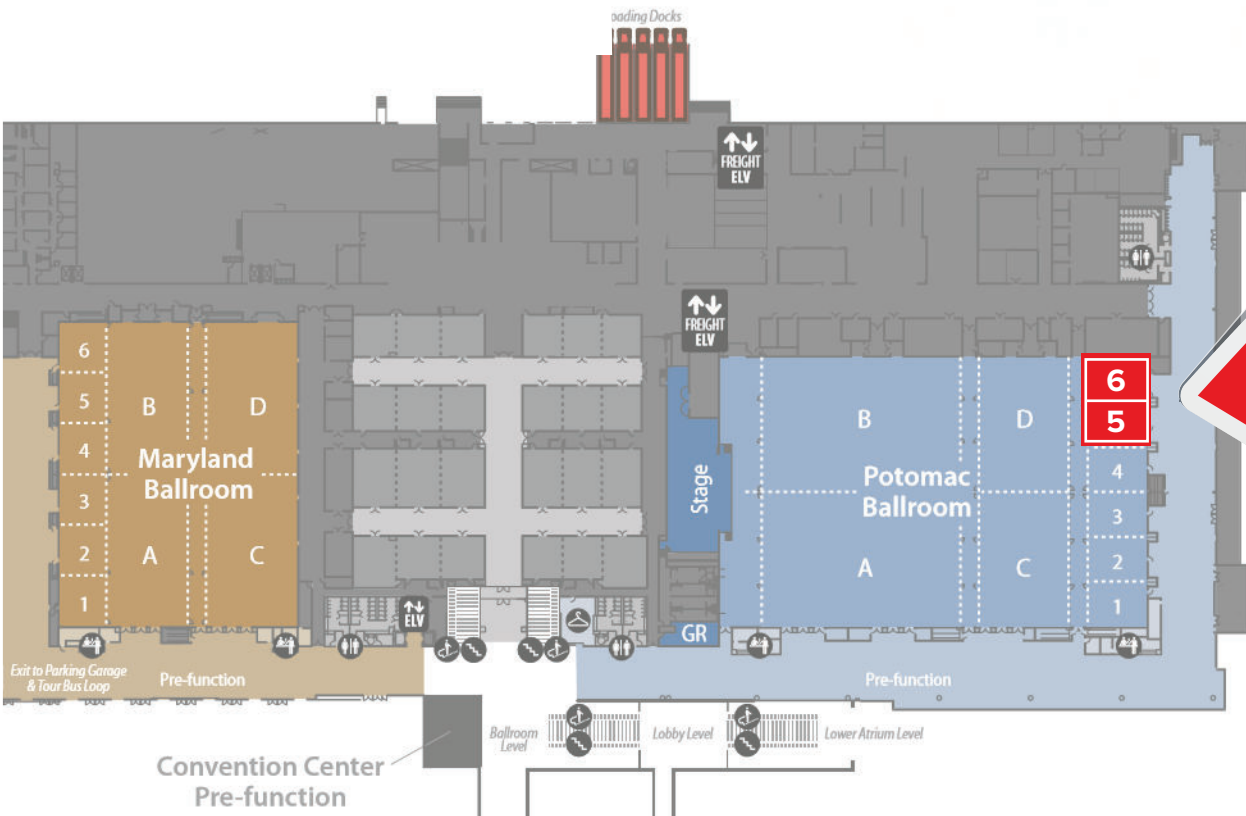 oading Docks
FREIGHT
ELV
FREIGHT
ELV
6
5
4
3
2
1
B
D
A
C
Maryland
Ballroom
Stage
B
D
A
C
Potomac
Ballroom
6
5
4
3
2
1
ELV
GR
Exit to Parking Garage
& Tour Bus Loop
Pre-function
Pre-function
Ballroom
Level
Lobby Level
Lower Atrium Level
Convention Center
Pre-function